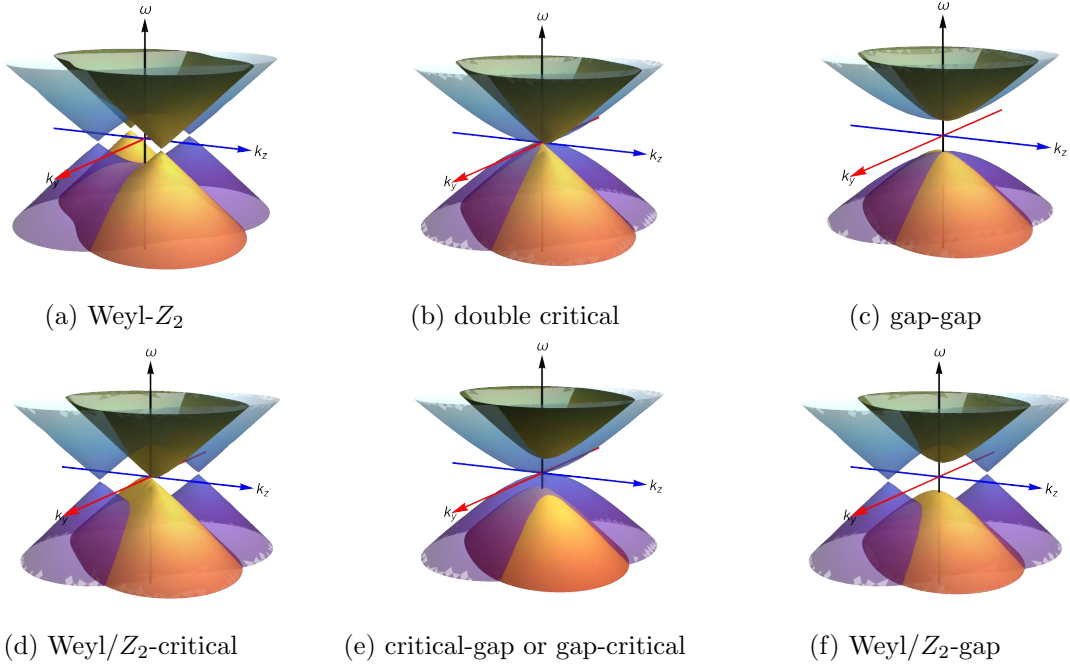 ω
ω
ω
k_z
k_z
k_z
k_y
k_y
k_y
(a) Weyl-Z_2
(b) double critical
(c) gap-gap
ω
ω
ω
k_z
k_z
k_z
k_y
k_y
k_y
(d) Weyl/Z_2-critical
(e) critical-gap or gap-critical
(f) Weyl/Z_2-gap